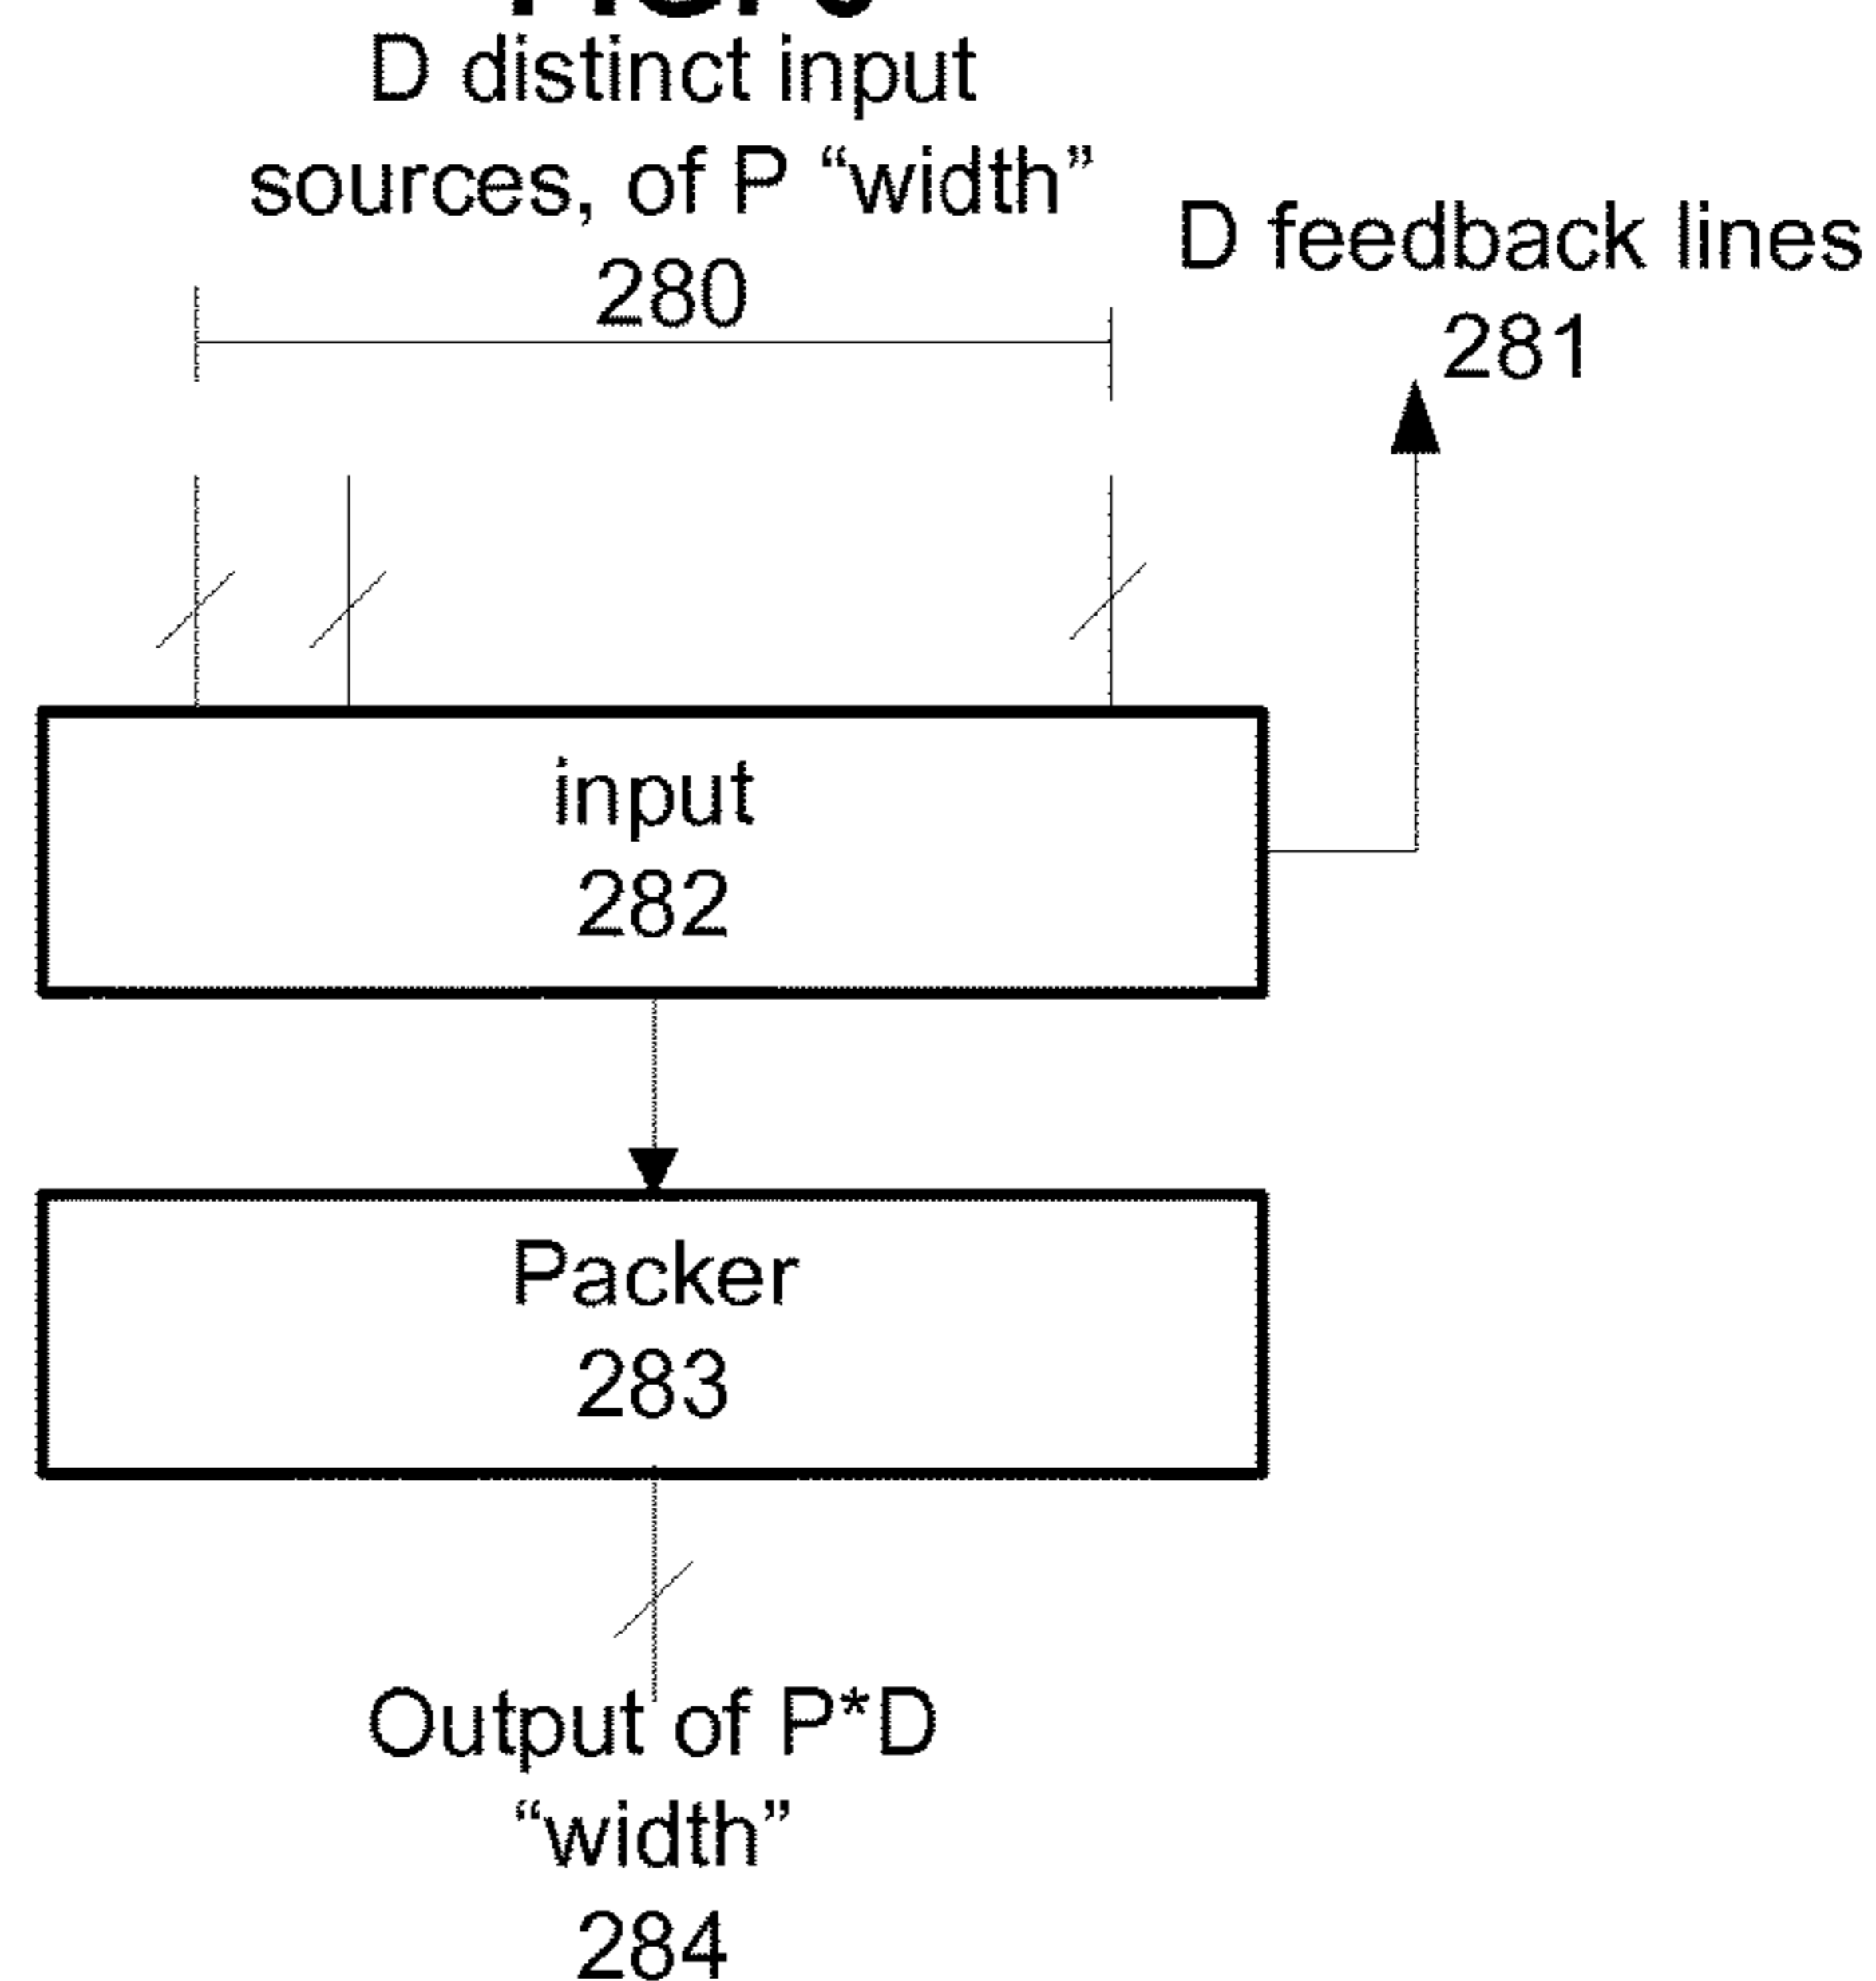 D distinct input
sources, of P “width”
280
D feedback lines
281
input
282
Packer
283
Output of P*D
“width”
284